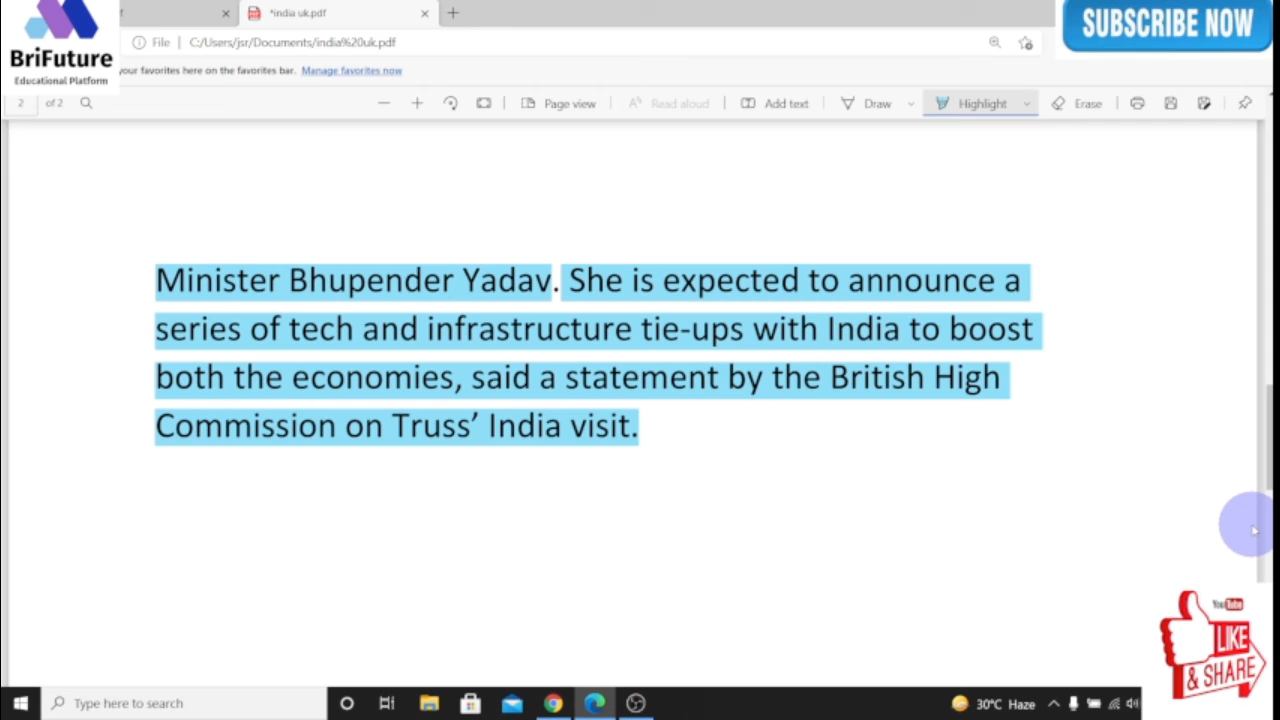 *india uk.pdf
SUBSCRIBE NOW
File | C:/Users/jsr/Documents/india%20uk.pdf
BriFuture
Educational Platform
your favorites here on the favorites bar. Manage favorites now
2 of 2
Page view
Read aloud
Add text
Draw
Highlight
Erase
Minister Bhupender Yadav. She is expected to announce a
series of tech and infrastructure tie-ups with India to boost
both the economies, said a statement by the British High
Commission on Truss’ India visit.
YouTube
LIKE
& SHARE
Type here to search
30°C Haze